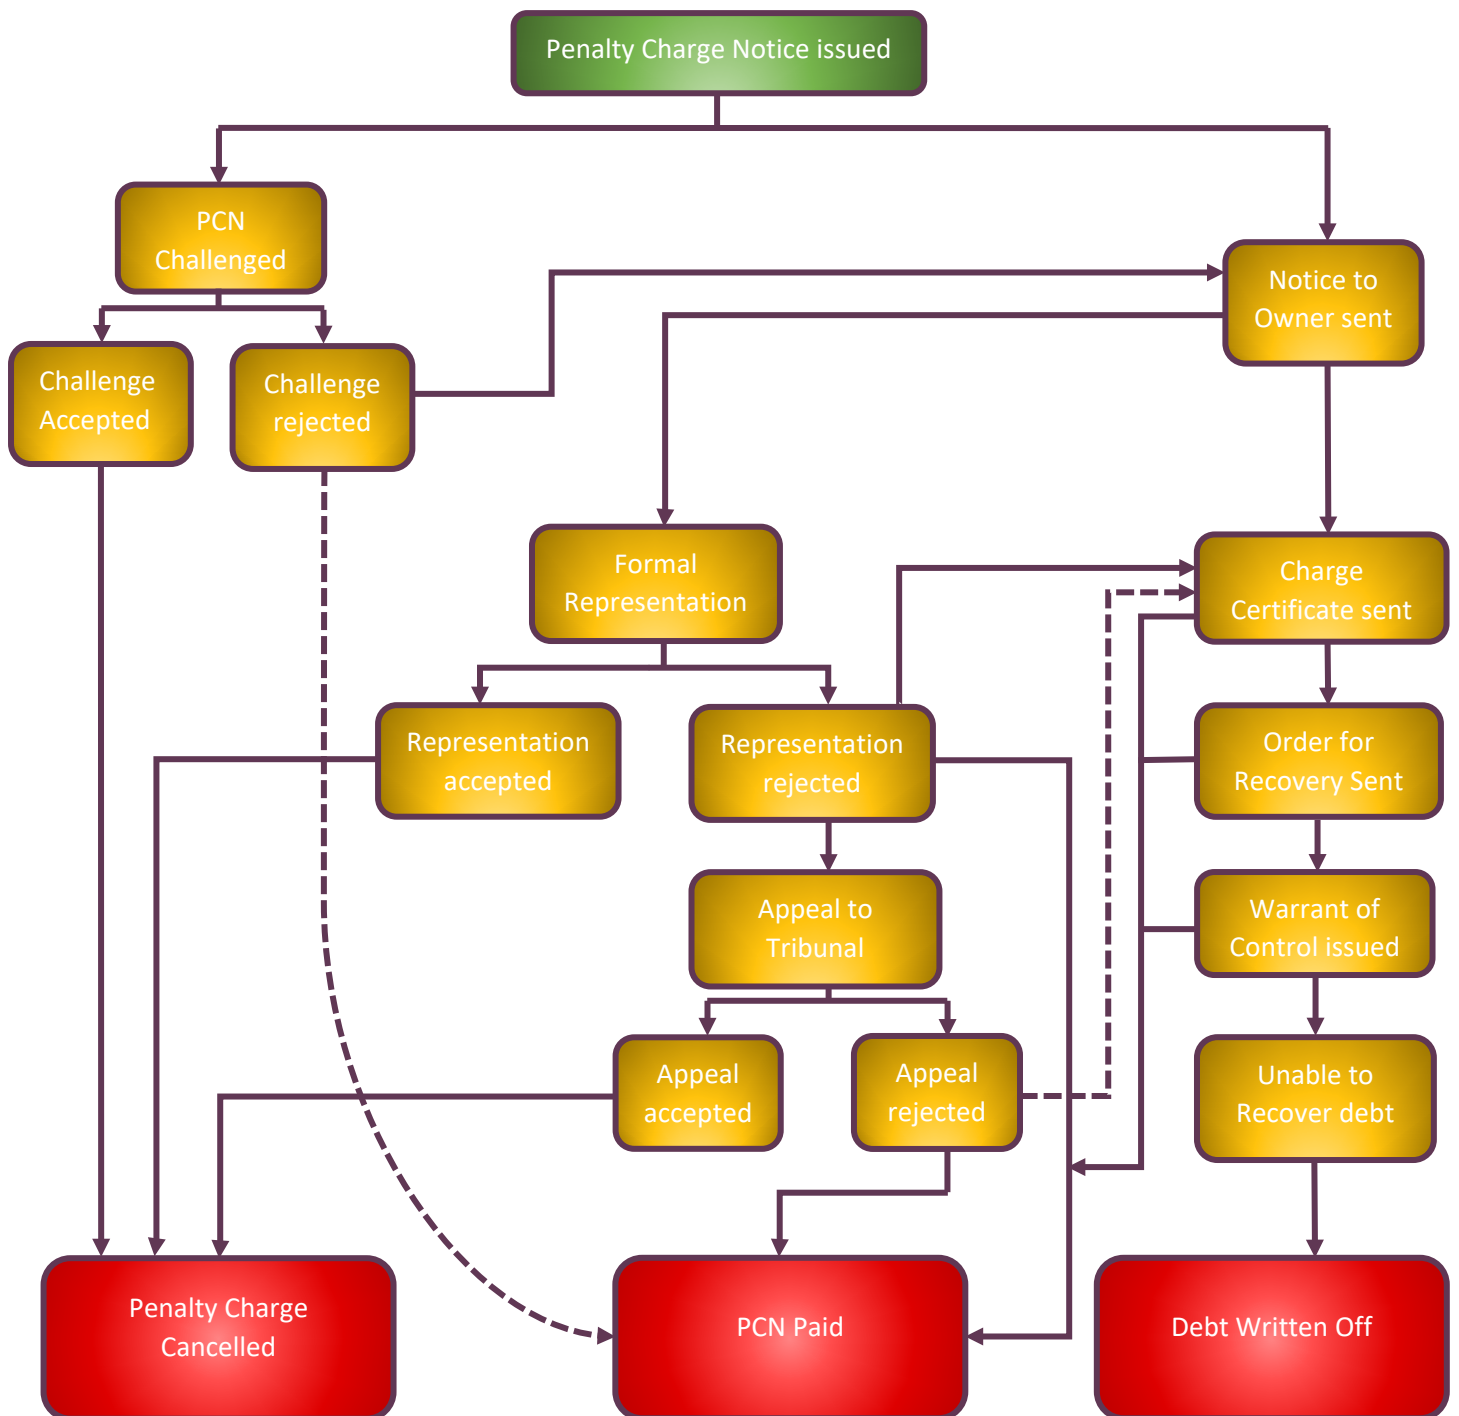 Penalty Charge Notice issued
PCN
Challenged
Notice to
Owner sent
Challenge
Accepted
Challenge
rejected
Formal
Representation
Charge
Certificate sent
Representation
accepted
Representation
rejected
Order for
Recovery Sent
Appeal to
Tribunal
Warrant of
Control issued
Appeal
accepted
Appeal
rejected
Unable to
Recover debt
Penalty Charge
Cancelled
PCN Paid
Debt Written Off